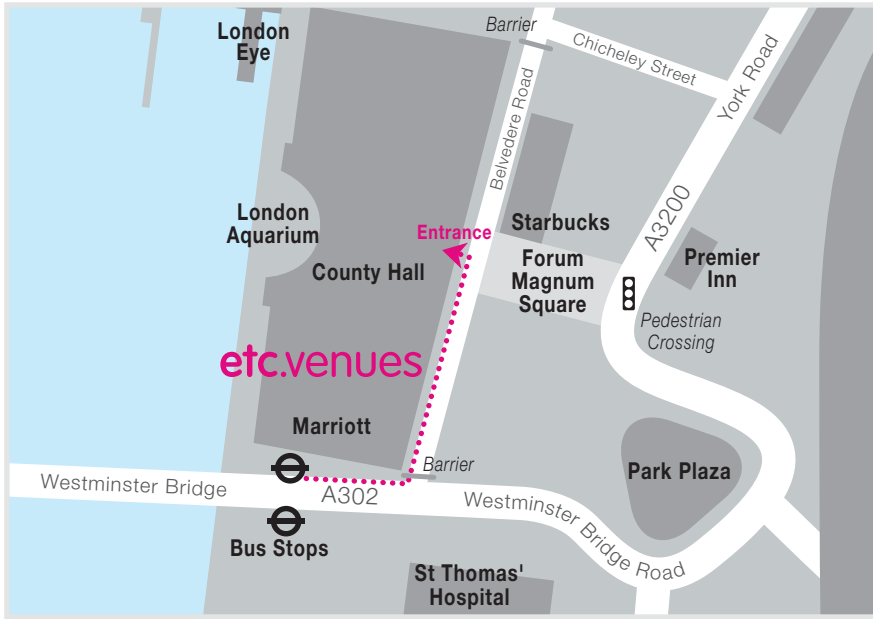 London
Eye
Barrier
Chicheley Street
York Road
Belvedere Road
London
Aquarium
Entrance
Starbucks
A3200
County Hall
Forum
Magnum
Square
Premier
Inn
Pedestrian
Crossing
etc.venues
Marriott
Barrier
Park Plaza
Westminster Bridge
A302
Westminster Bridge Road
Bus Stops
St Thomas'
Hospital